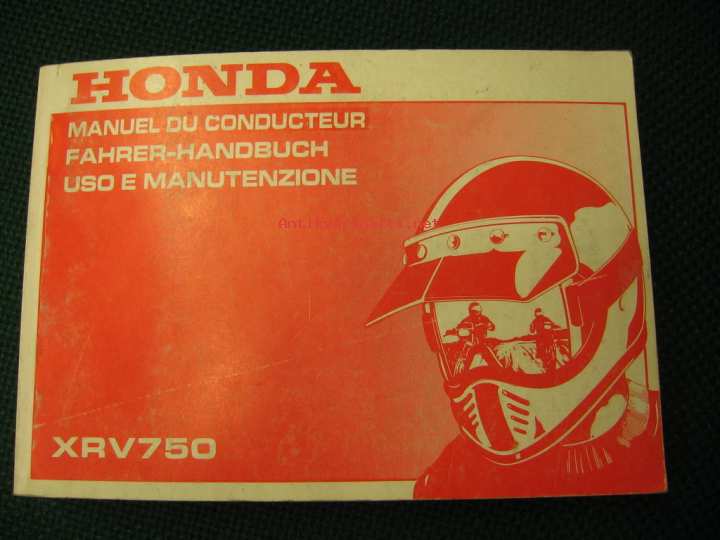 HONDA
MANUEL DU CONDUCTEUR
FAHRER-HANDBUCH
USO E MANUTENZIONE
XRV750